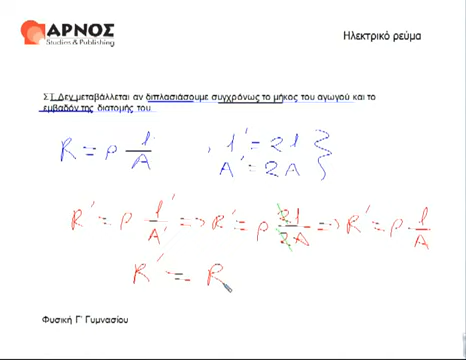 ΑΡΝΟΣ
Studies & Publishing
Ηλεκτρικό ρεύμα
ΣΤ. Δεν μεταβάλλεται αν διπλασιάσουμε συγχρόνως το μήκος του αγωγού και το
εμβαδόν της διατομής του.
R = ρ l/A , l' = 2l
A' = 2A }
R' = ρ l'/A' => R' = ρ 2l/2A => R' = ρ · l/A
R' = R
Φυσική Γ' Γυμνασίου